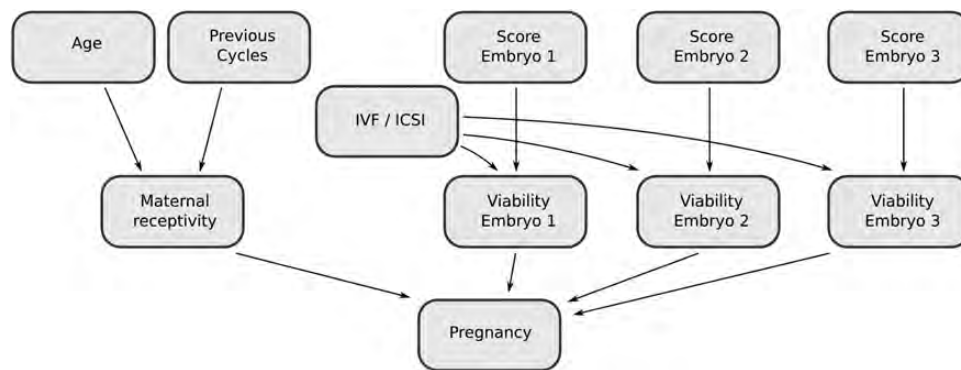 Age
Previous
Cycles
Score
Embryo 1
Score
Embryo 2
Score
Embryo 3
IVF / ICSI
Maternal
receptivity
Viability
Embryo 1
Viability
Embryo 2
Viability
Embryo 3
Pregnancy